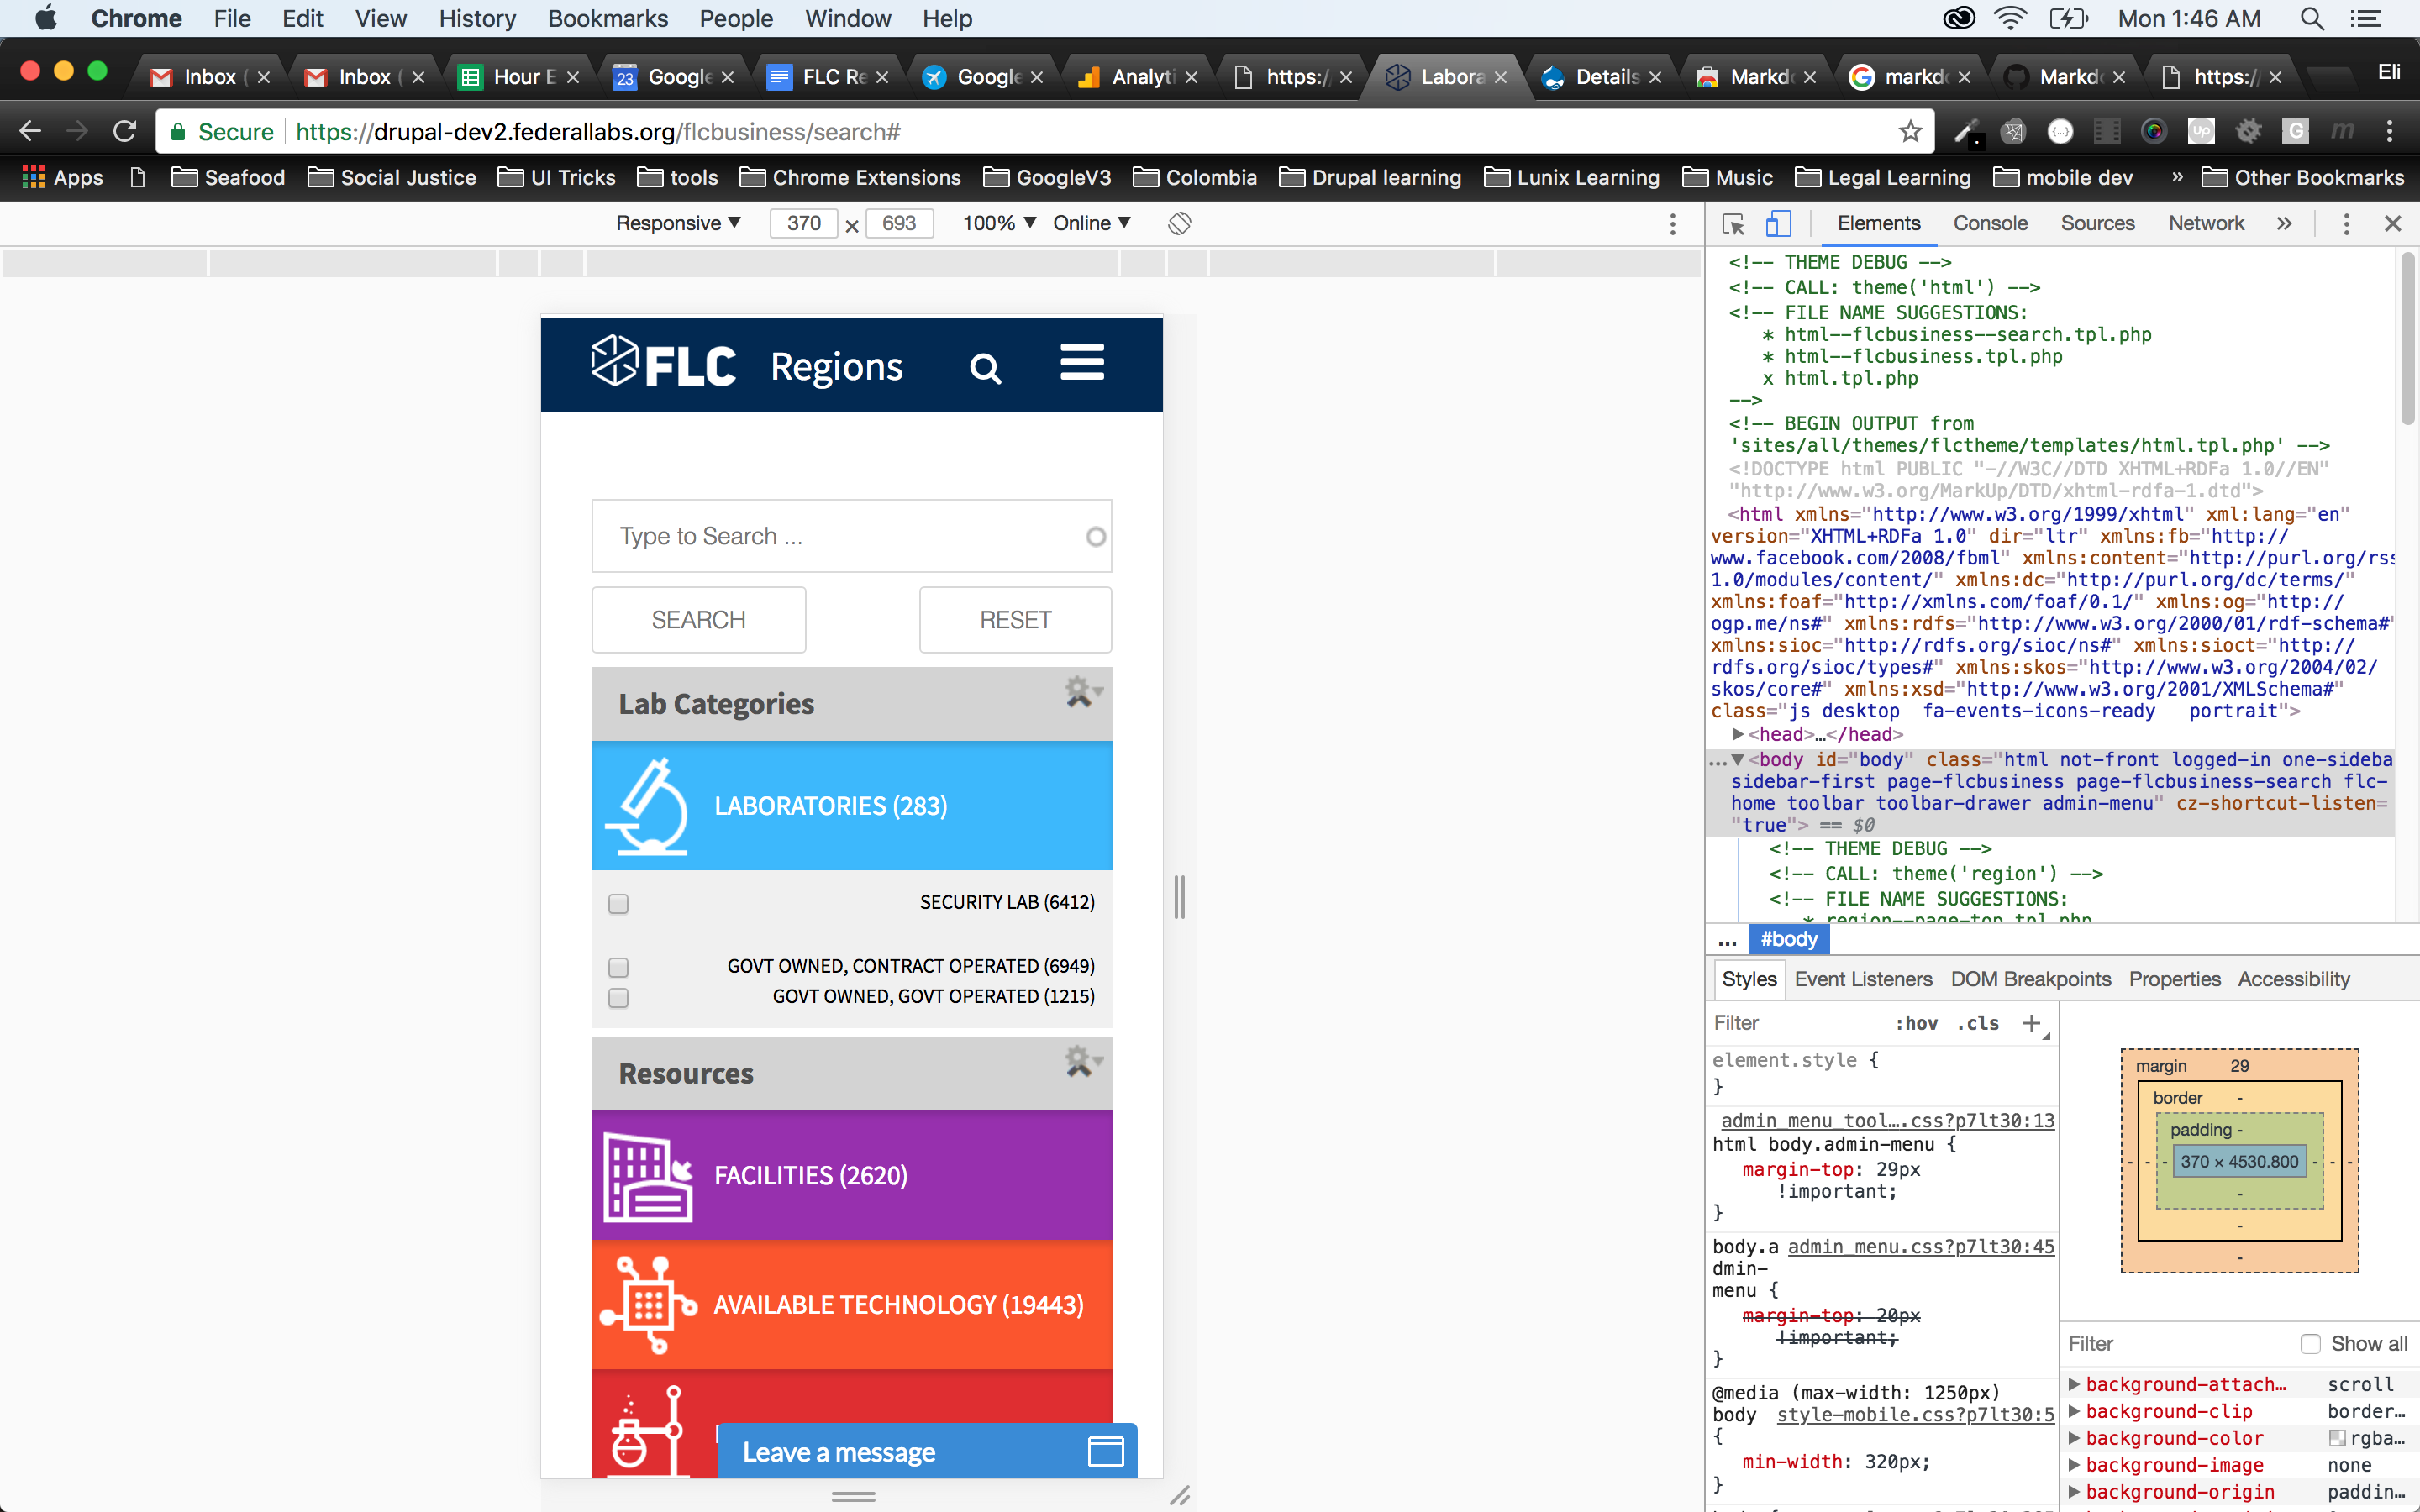 Chrome File Edit View History Bookmarks People Window Help Mon 1:46 AM
Inbox ( Inbox ( Hour E Google FLC Re Google Analyti https:/ Labora Details Markdo markdo Markdo https:// Eli
Secure https://drupal-dev2.federallabs.org/flcbusiness/search#
Apps Seafood Social Justice UI Tricks tools Chrome Extensions GoogleV3 Colombia Drupal learning Lunix Learning Music Legal Learning mobile dev » Other Bookmarks
Responsive ▼ 370 × 693 100% ▼ Online ▼
FLC Regions
Type to Search ...
SEARCH RESET
Lab Categories
LABORATORIES (283)
SECURITY LAB (6412)
GOVT OWNED, CONTRACT OPERATED (6949)
GOVT OWNED, GOVT OPERATED (1215)
Resources
FACILITIES (2620)
AVAILABLE TECHNOLOGY (19443)
Leave a message
Elements Console Sources Network »
<!-- THEME DEBUG -->
<!-- CALL: theme('html') -->
<!-- FILE NAME SUGGESTIONS:
* html--flcbusiness--search.tpl.php
* html--flcbusiness.tpl.php
x html.tpl.php
-->
<!-- BEGIN OUTPUT from
'sites/all/themes/flctheme/templates/html.tpl.php' -->
<!DOCTYPE html PUBLIC "-//W3C//DTD XHTML+RDFa 1.0//EN"
"http://www.w3.org/MarkUp/DTD/xhtml-rdfa-1.dtd">
<html xmlns="http://www.w3.org/1999/xhtml" xml:lang="en"
version="XHTML+RDFa 1.0" dir="ltr" xmlns:fb="http://
www.facebook.com/2008/fbml" xmlns:content="http://purl.org/rss
1.0/modules/content/" xmlns:dc="http://purl.org/dc/terms/"
xmlns:foaf="http://xmlns.com/foaf/0.1/" xmlns:og="http://
ogp.me/ns#" xmlns:rdfs="http://www.w3.org/2000/01/rdf-schema#"
xmlns:sioc="http://rdfs.org/sioc/ns#" xmlns:sioct="http://
rdfs.org/sioc/types#" xmlns:skos="http://www.w3.org/2004/02/
skos/core#" xmlns:xsd="http://www.w3.org/2001/XMLSchema#"
class="js desktop fa-events-icons-ready portrait">
▶<head>…</head>
…▼<body id="body" class="html not-front logged-in one-sideba
sidebar-first page-flcbusiness page-flcbusiness-search flc-
home toolbar toolbar-drawer admin-menu" cz-shortcut-listen=
"true"> == $0
<!-- THEME DEBUG -->
<!-- CALL: theme('region') -->
<!-- FILE NAME SUGGESTIONS:
* region--page-top.tpl.php
... #body
Styles Event Listeners DOM Breakpoints Properties Accessibility
Filter :hov .cls +
element.style {
}
admin_menu_tool….css?p7lt30:13
html body.admin-menu {
margin-top: 29px
!important;
}
body.a admin_menu.css?p7lt30:45
dmin-
menu {
margin-top: 20px
!important;
}
@media (max-width: 1250px)
body style-mobile.css?p7lt30:5
{
min-width: 320px;
}
margin 29
border -
padding -
370 × 4530.800
Filter Show all
background-attach… scroll
background-clip border…
background-color rgba…
background-image none
background-origin paddin…